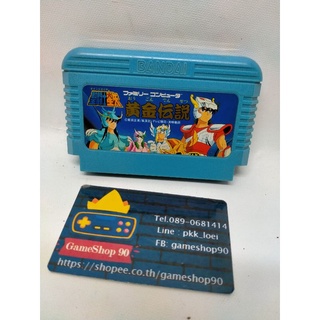 ファミリーコンピュータ
黄金伝説
Tel.089-0681414
Line : pkk_loei
FB: gameshop90
GameShop 90
https://shopee.co.th/gameshop90